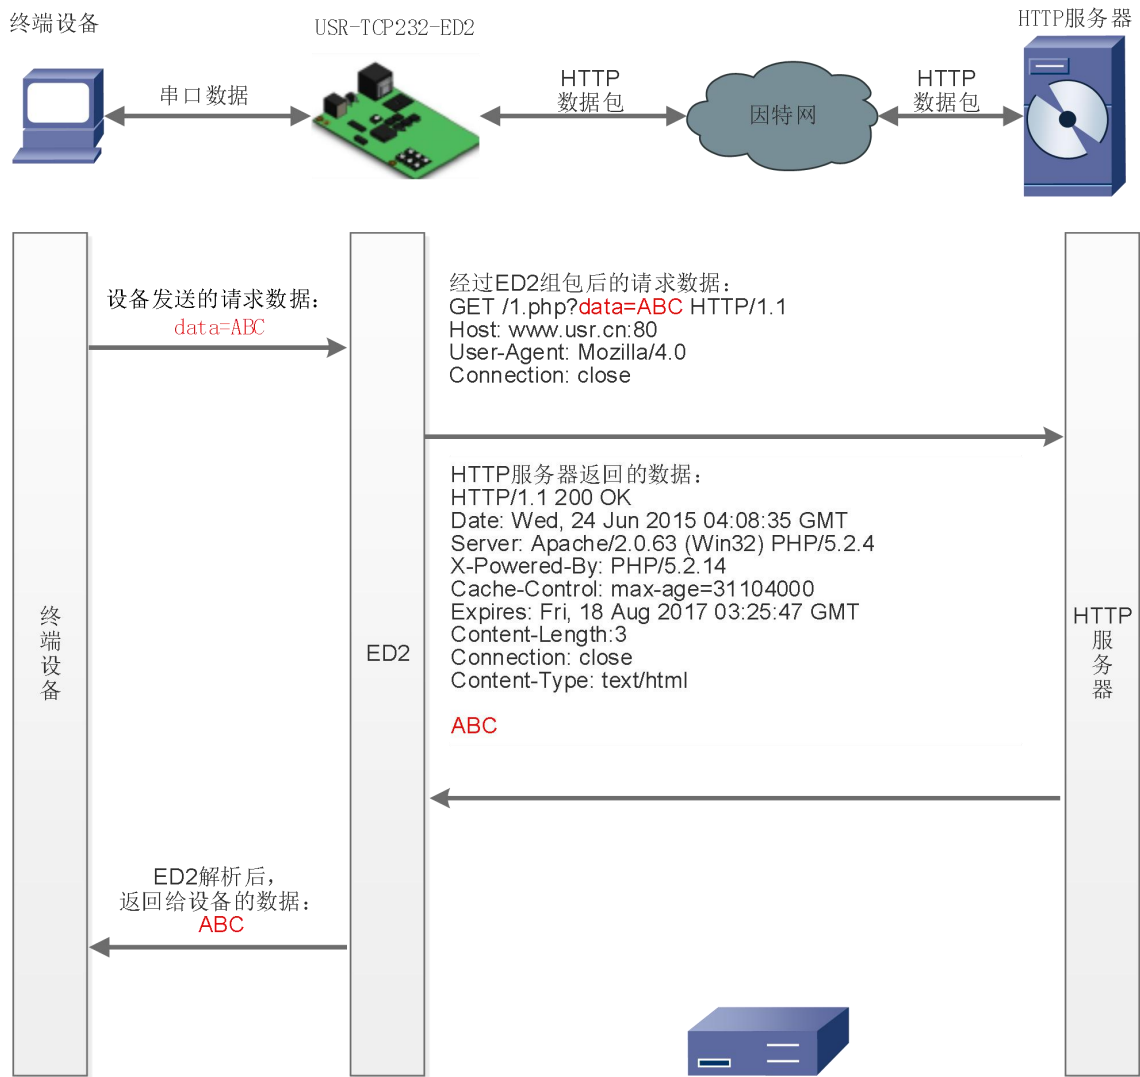 终端设备
USR-TCP232-ED2
HTTP服务器
串口数据
HTTP
数据包
因特网
HTTP
数据包
设备发送的请求数据：
data=ABC
经过ED2组包后的请求数据：
GET /1.php?data=ABC HTTP/1.1
Host: www.usr.cn:80
User-Agent: Mozilla/4.0
Connection: close
HTTP服务器返回的数据：
HTTP/1.1 200 OK
Date: Wed, 24 Jun 2015 04:08:35 GMT
Server: Apache/2.0.63 (Win32) PHP/5.2.4
X-Powered-By: PHP/5.2.14
Cache-Control: max-age=31104000
Expires: Fri, 18 Aug 2017 03:25:47 GMT
Content-Length:3
Connection: close
Content-Type: text/html
ABC
终端设备
ED2
HTTP
服务器
ED2解析后，
返回给设备的数据：
ABC